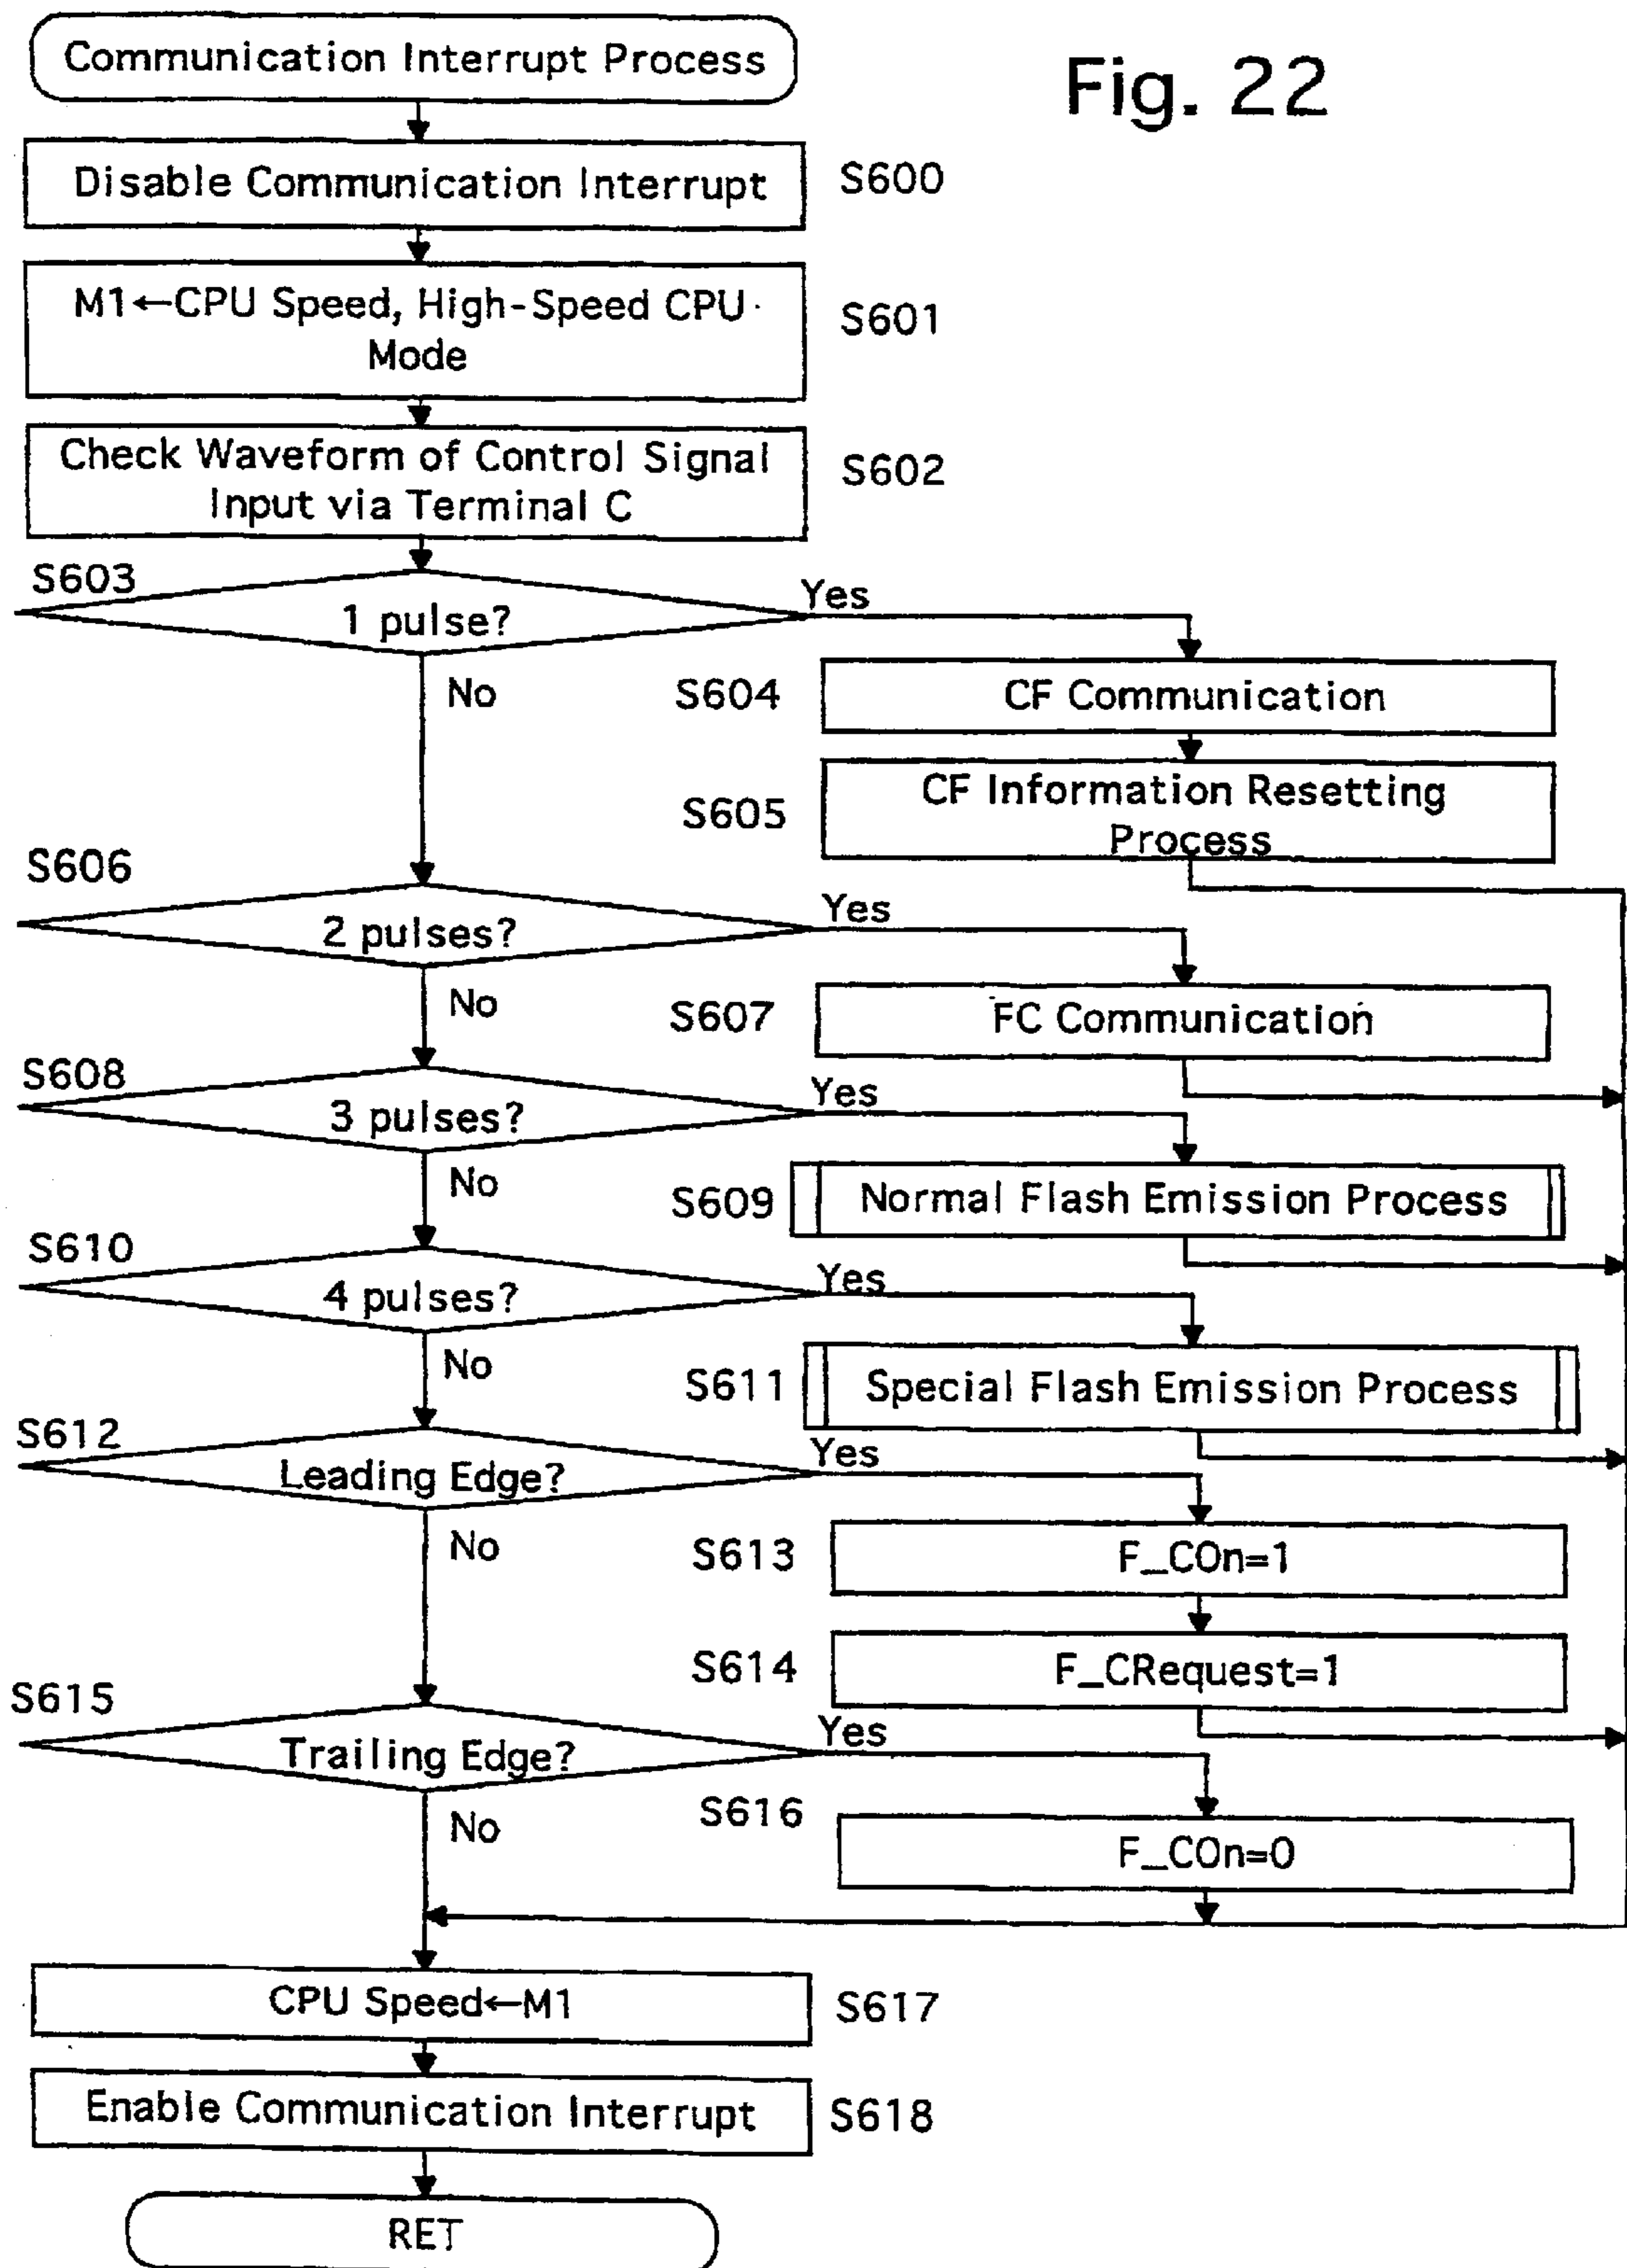 Communication Interrupt Process
Fig. 22
Disable Communication Interrupt
S600
M1←CPU Speed, High-Speed CPU
Mode
S601
Check Waveform of Control Signal
Input via Terminal C
S602
S603
1 pulse?
Yes
No
S604
CF Communication
S605
CF Information Resetting
Process
S606
2 pulses?
Yes
No
S607
FC Communication
S608
3 pulses?
Yes
No
S609
Normal Flash Emission Process
S610
4 pulses?
Yes
No
S611
Special Flash Emission Process
S612
Leading Edge?
Yes
No
S613
F_COn=1
S614
F_CRequest=1
S615
Trailing Edge?
Yes
No
S616
F_COn=0
CPU Speed←M1
S617
Enable Communication Interrupt
S618
RET